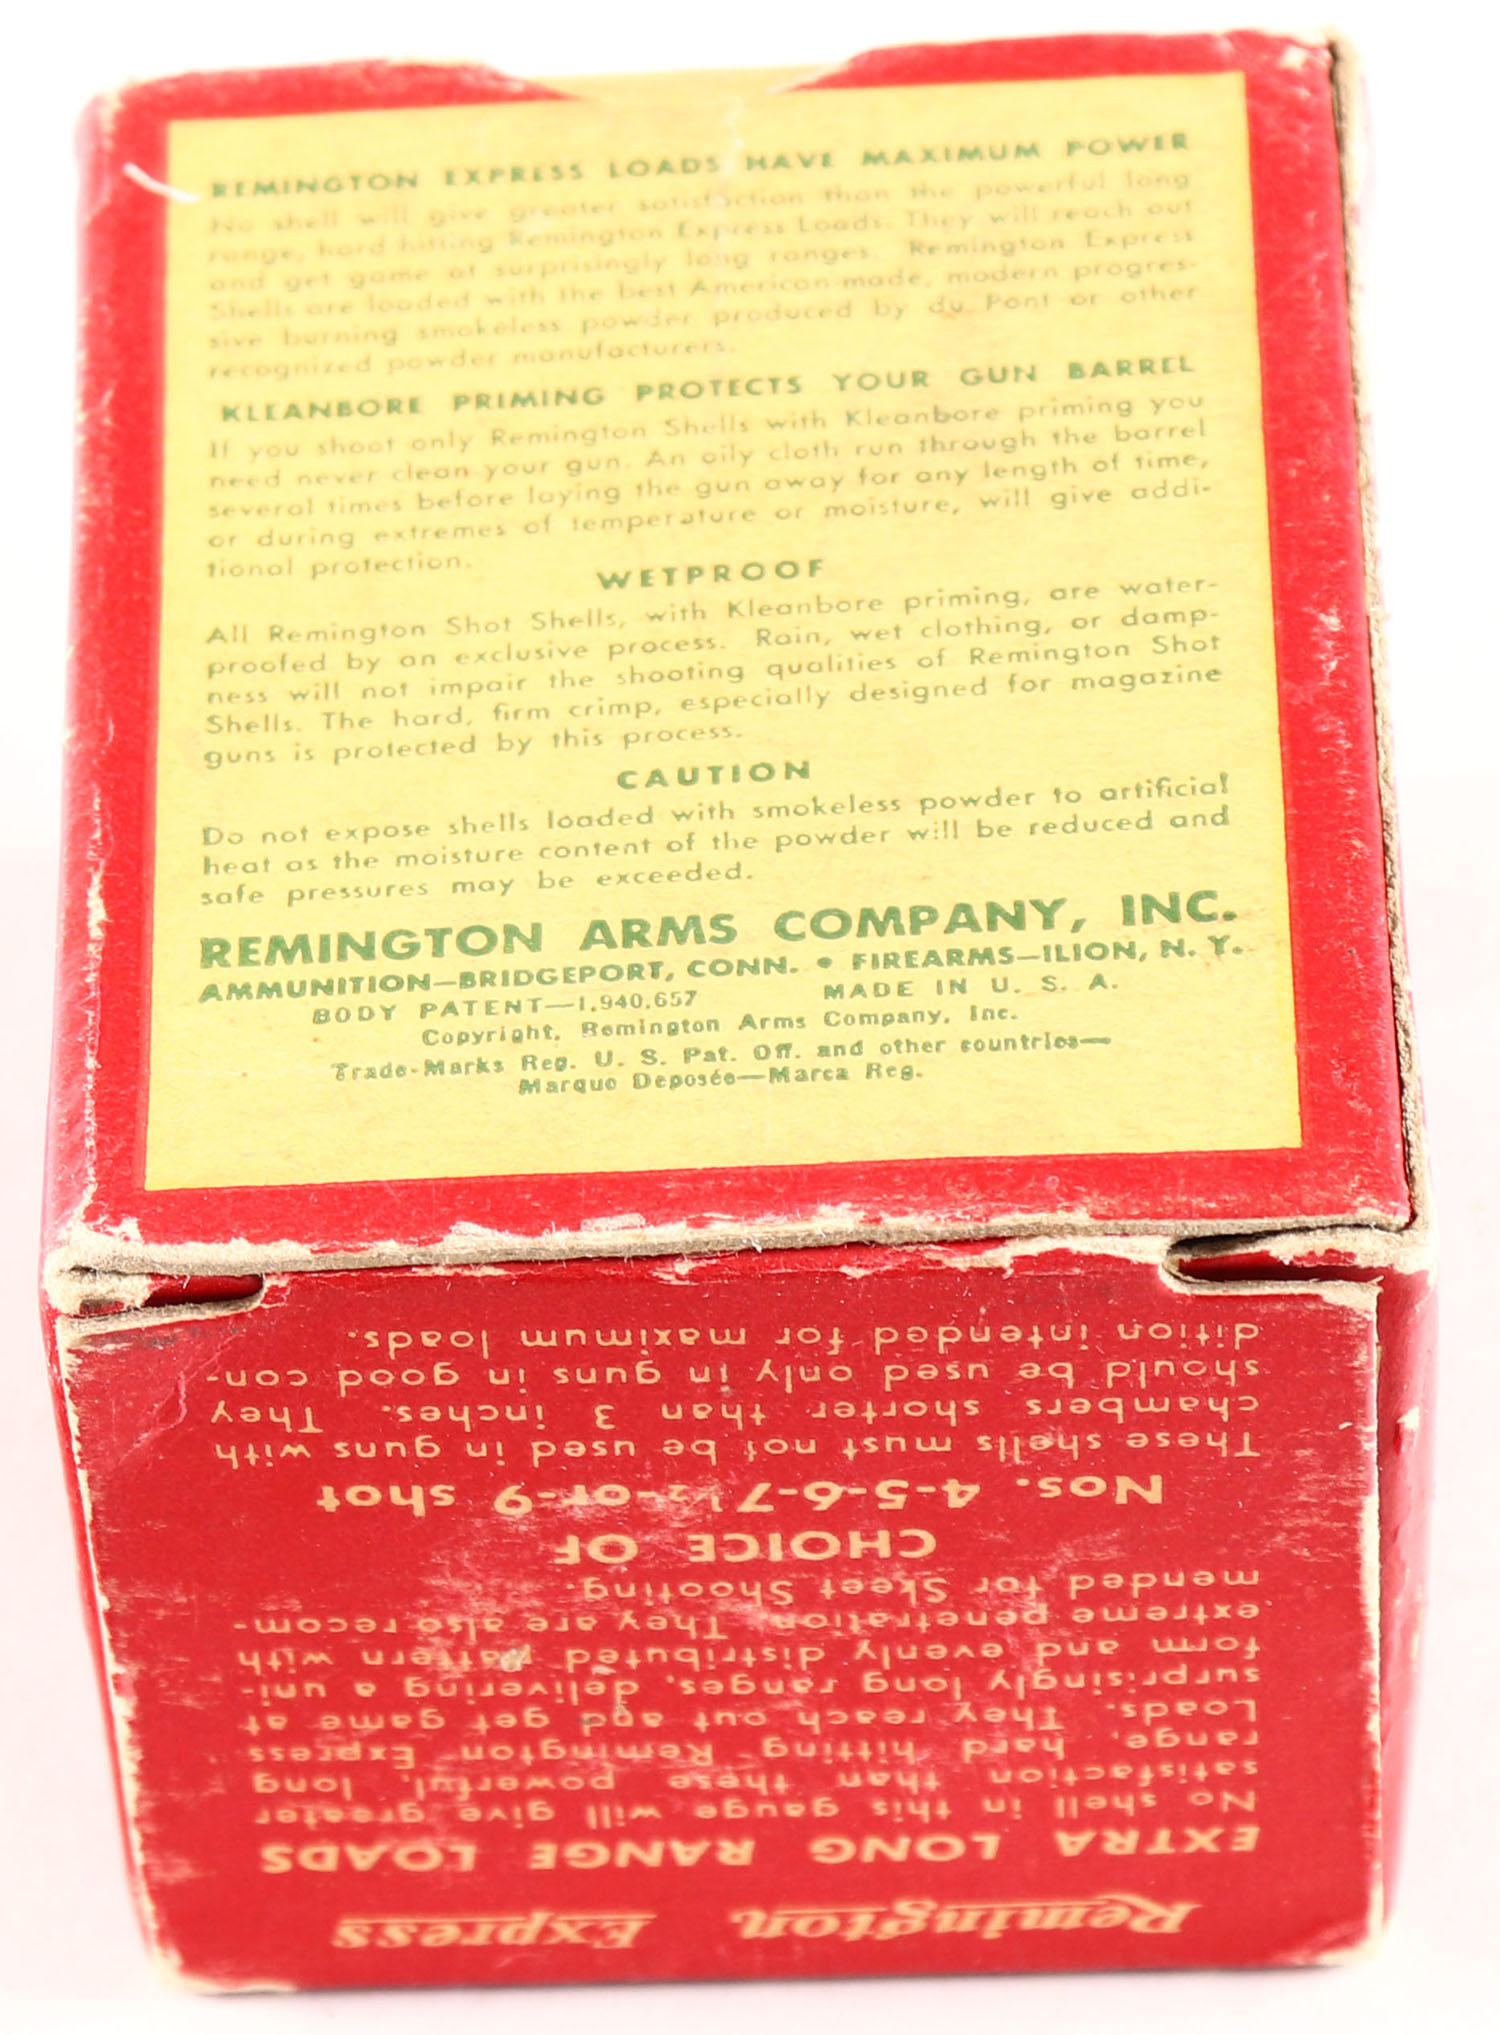 REMINGTON EXPRESS LOADS HAVE MAXIMUM POWER
No shell will give greater satisfaction than the powerful long
range, hard hitting Remington Express Loads. They will reach out
and get game at surprisingly long ranges. Remington Express
Shells are loaded with the best American-made, modern progres-
sive burning smokeless powder produced by du Pont or other
recognized powder manufacturers.
KLEANBORE PRIMING PROTECTS YOUR GUN BARREL
If you shoot only Remington Shells with Kleanbore priming you
need never clean your gun. An oily cloth run through the barrel
several times before laying the gun away for any length of time,
or during extremes of temperature or moisture, will give addi-
tional protection.
WETPROOF
All Remington Shot Shells, with Kleanbore priming, are water-
proofed by an exclusive process. Rain, wet clothing, or damp-
ness will not impair the shooting qualities of Remington Shot
Shells. The hard, firm crimp, especially designed for magazine
guns is protected by this process.
CAUTION
Do not expose shells loaded with smokeless powder to artificial
heat as the moisture content of the powder will be reduced and
safe pressures may be exceeded.
REMINGTON ARMS COMPANY, INC.
AMMUNITION—BRIDGEPORT, CONN. • FIREARMS—ILION, N. Y.
BODY PATENT—1,940,657 MADE IN U. S. A.
Copyright, Remington Arms Company, Inc.
Trade-Marks Reg. U. S. Pat. Off. and other countries—
Marque Deposée—Marca Reg.
Remington Express
EXTRA LONG RANGE LOADS
No shell in this gauge will give greater
satisfaction than these powerful, long
range, hard hitting Remington Express
Loads. They reach out and get game at
surprisingly long ranges, delivering a uni-
form and evenly distributed pattern with
extreme penetration. They are also recom-
mended for Skeet Shooting.
CHOICE OF
Nos. 4-5-6-7½-or-9 shot
These shells must not be used in guns with
chambers shorter than 3 inches. They
should be used only in guns in good con-
dition intended for maximum loads.